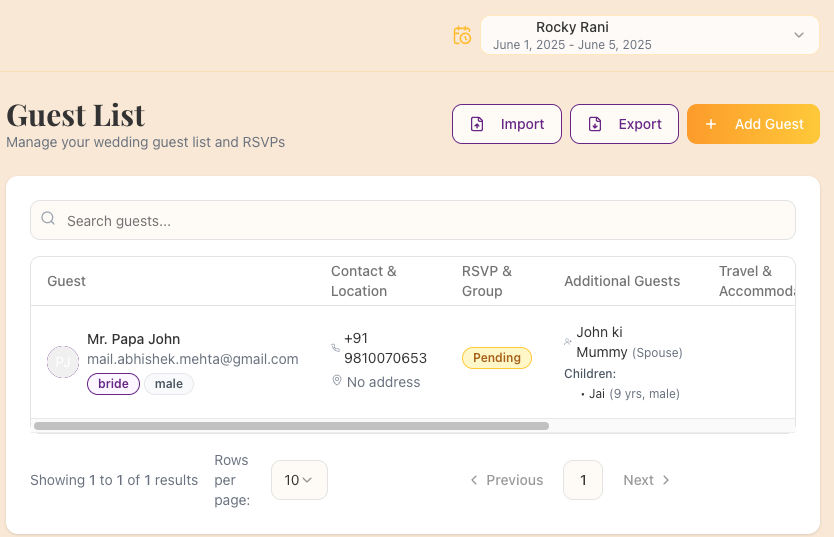 Rocky Rani
June 1, 2025 - June 5, 2025
Guest List
Manage your wedding guest list and RSVPs
Import
Export
+ Add Guest
Search guests...
Guest
Contact &
Location
RSVP &
Group
Additional Guests
Travel &
Accommoda
PJ
Mr. Papa John
mail.abhishek.mehta@gmail.com
bride
male
+91
9810070653
No address
Pending
John ki
Mummy (Spouse)
Children:
• Jai (9 yrs, male)
Showing 1 to 1 of 1 results
Rows
per
page:
10
Previous
1
Next